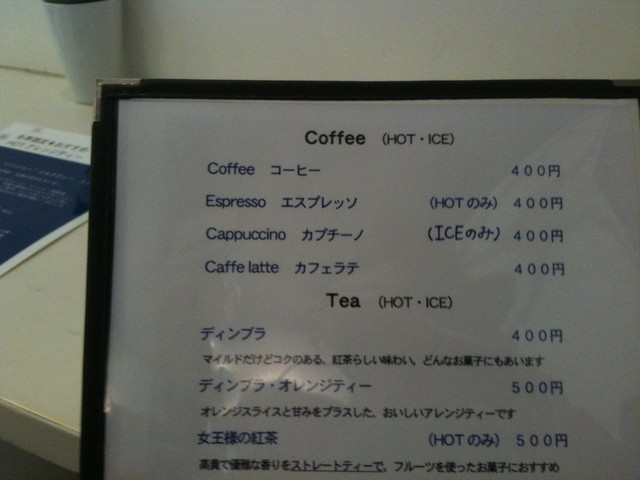 Coffee （HOT・ICE）
Coffee コーヒー 400円
Espresso エスプレッソ （HOTのみ） 400円
Cappuccino カプチーノ （ICEのみ） 400円
Caffe latte カフェラテ 400円
Tea （HOT・ICE）
ディンブラ 400円
マイルドだけどコクのある、紅茶らしい味わい。どんなお菓子にもあいます
ディンブラ・オレンジティー 500円
オレンジスライスと甘みをプラスした、おいしいアレンジティーです
女王様の紅茶 （HOTのみ） 500円
高貴で優雅な香りをストレートティーで。フルーツを使ったお菓子におすすめ